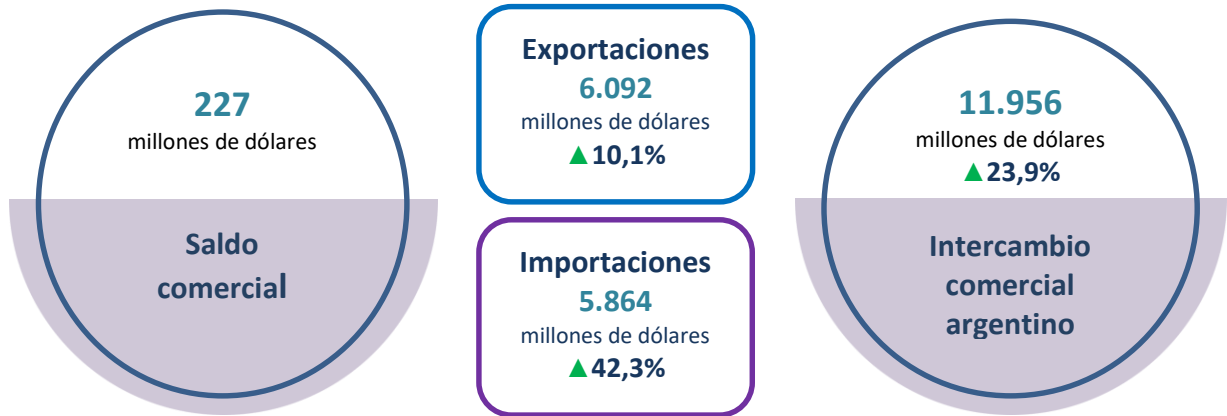 227
millones de dólares
Saldo
comercial
Exportaciones
6.092
millones de dólares
▲10,1%
Importaciones
5.864
millones de dólares
▲42,3%
11.956
millones de dólares
▲23,9%
Intercambio
comercial
argentino